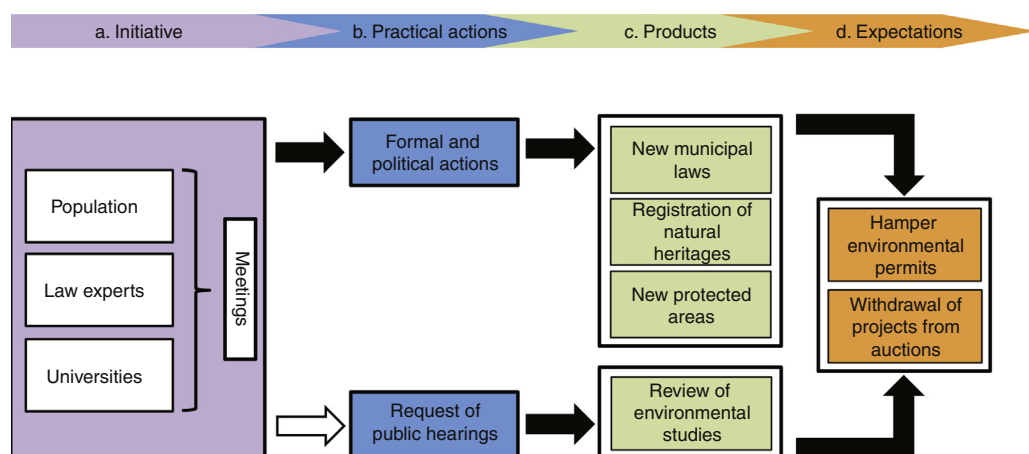 a. Initiative
b. Practical actions
c. Products
d. Expectations
Population
Law experts
Universities
Meetings
Formal and
political actions
Request of
public hearings
New municipal
laws
Registration of
natural
heritages
New protected
areas
Review of
environmental
studies
Hamper
environmental
permits
Withdrawal of
projects from
auctions